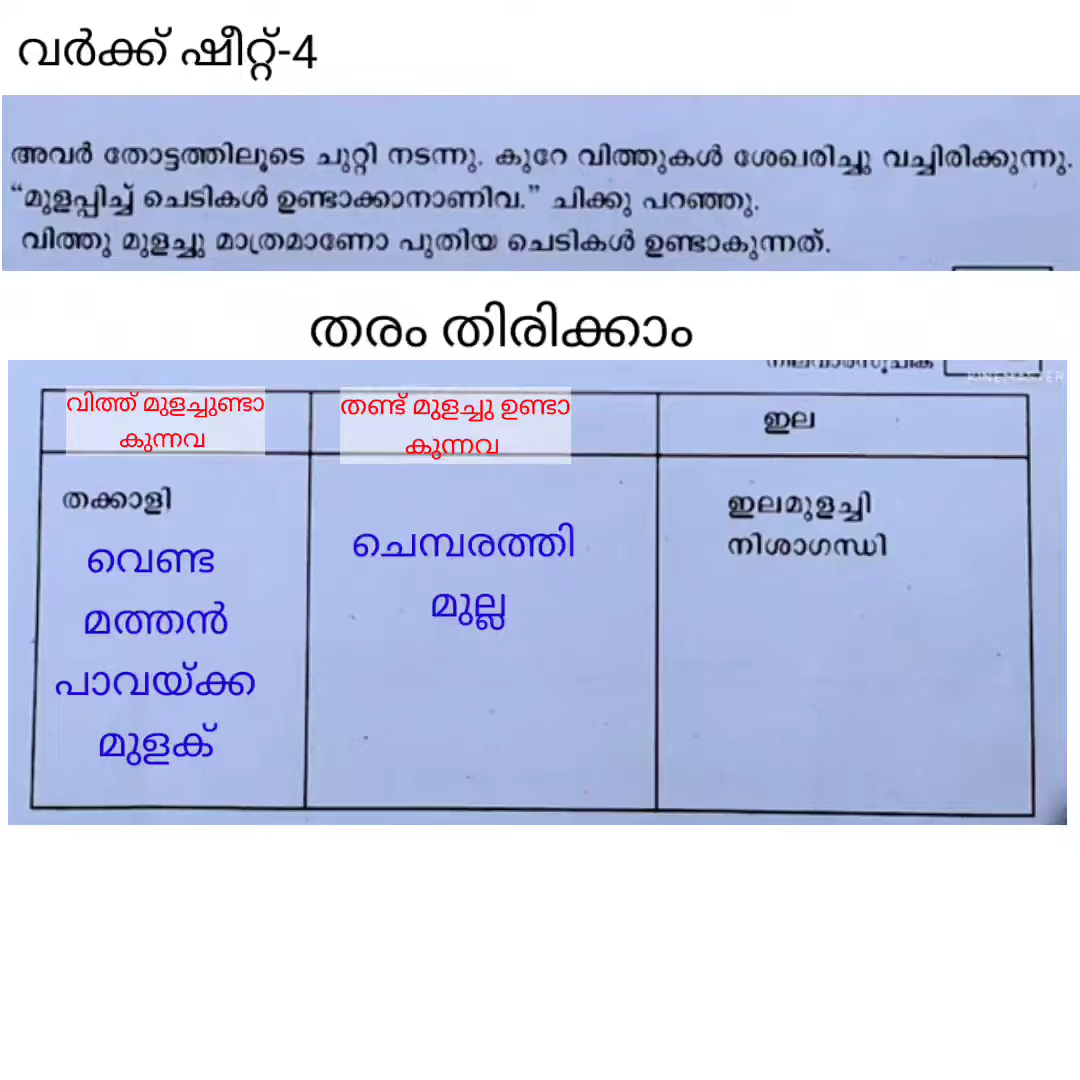 വർക്ക് ഷീറ്റ്-4
അവർ തോട്ടത്തിലൂടെ ചുറ്റി നടന്നു. കുറേ വിത്തുകൾ ശേഖരിച്ചു വച്ചിരിക്കുന്നു.
“മുളപ്പിച്ച് ചെടികൾ ഉണ്ടാക്കാനാണിവ.” ചിക്കു പറഞ്ഞു.
വിത്തു മുളച്ചു മാത്രമാണോ പുതിയ ചെടികൾ ഉണ്ടാകുന്നത്.
തരം തിരിക്കാം
KINEMASTER
വിത്ത് മുളച്ചുണ്ടാ
കുന്നവ
തണ്ട് മുളച്ചു ഉണ്ടാ
കൂന്നവ
ഇല
തക്കാളി
വെണ്ട
മത്തൻ
പാവയ്ക്ക
മുളക്
ചെമ്പരത്തി
മുല്ല
ഇലമുളച്ചി
നിശാഗന്ധി